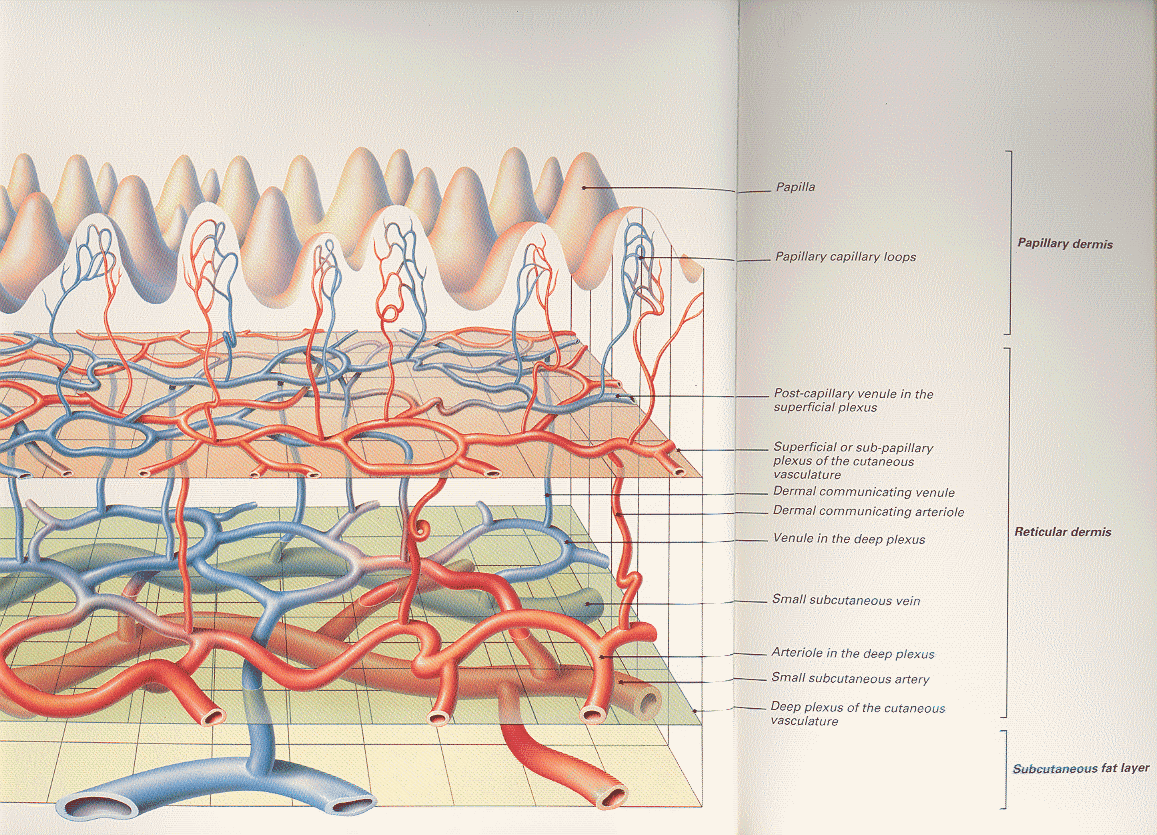 Papilla
Papillary dermis
Papillary capillary loops
Post-capillary venule in the
superficial plexus
Superficial or sub-papillary
plexus of the cutaneous
vasculature
Dermal communicating venule
Dermal communicating arteriole
Reticular dermis
Venule in the deep plexus
Small subcutaneous vein
Arteriole in the deep plexus
Small subcutaneous artery
Deep plexus of the cutaneous
vasculature
Subcutaneous fat layer